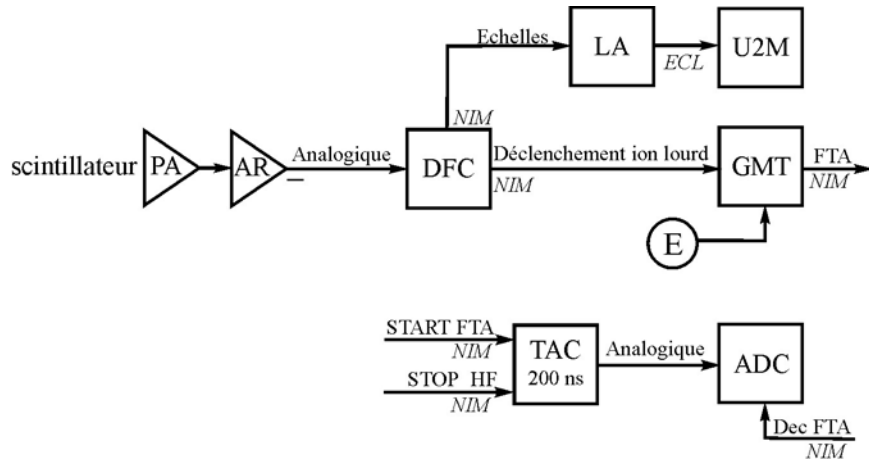 Echelles
LA
ECL
U2M
NIM
scintillateur
PA
AR
Analogique
DFC
Déclenchement ion lourd
NIM
GMT
FTA
NIM
E
START FTA
NIM
STOP HF
NIM
TAC
200 ns
Analogique
ADC
Dec FTA
NIM